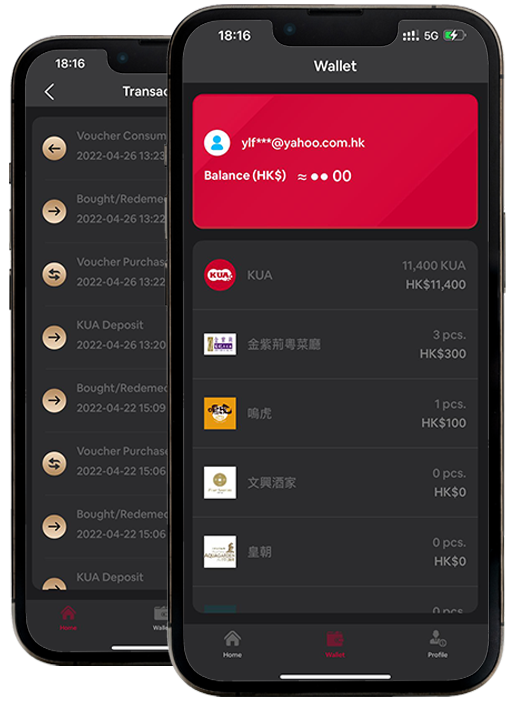 18:16
Transac
Voucher Consum
2022-04-26 13:23
Bought/Redeme
2022-04-26 13:22
Voucher Purchas
2022-04-26 13:22
KUA Deposit
2022-04-26 13:20
Bought/Redeme
2022-04-22 15:09
Voucher Purchas
2022-04-22 15:06
Bought/Redeme
2022-04-22 15:06
KUA Deposit
Home
Walle
18:16
5G
Wallet
ylf***@yahoo.com.hk
Balance (HK$) ≈ ●● 00
KUA
KUA
11,400 KUA
HK$11,400
金紫荊粵菜廳
3 pcs.
HK$300
鳴虎
1 pcs.
HK$100
文興酒家
0 pcs.
HK$0
皇朝
0 pcs.
HK$0
0 pcs.
Home
Wallet
Profile